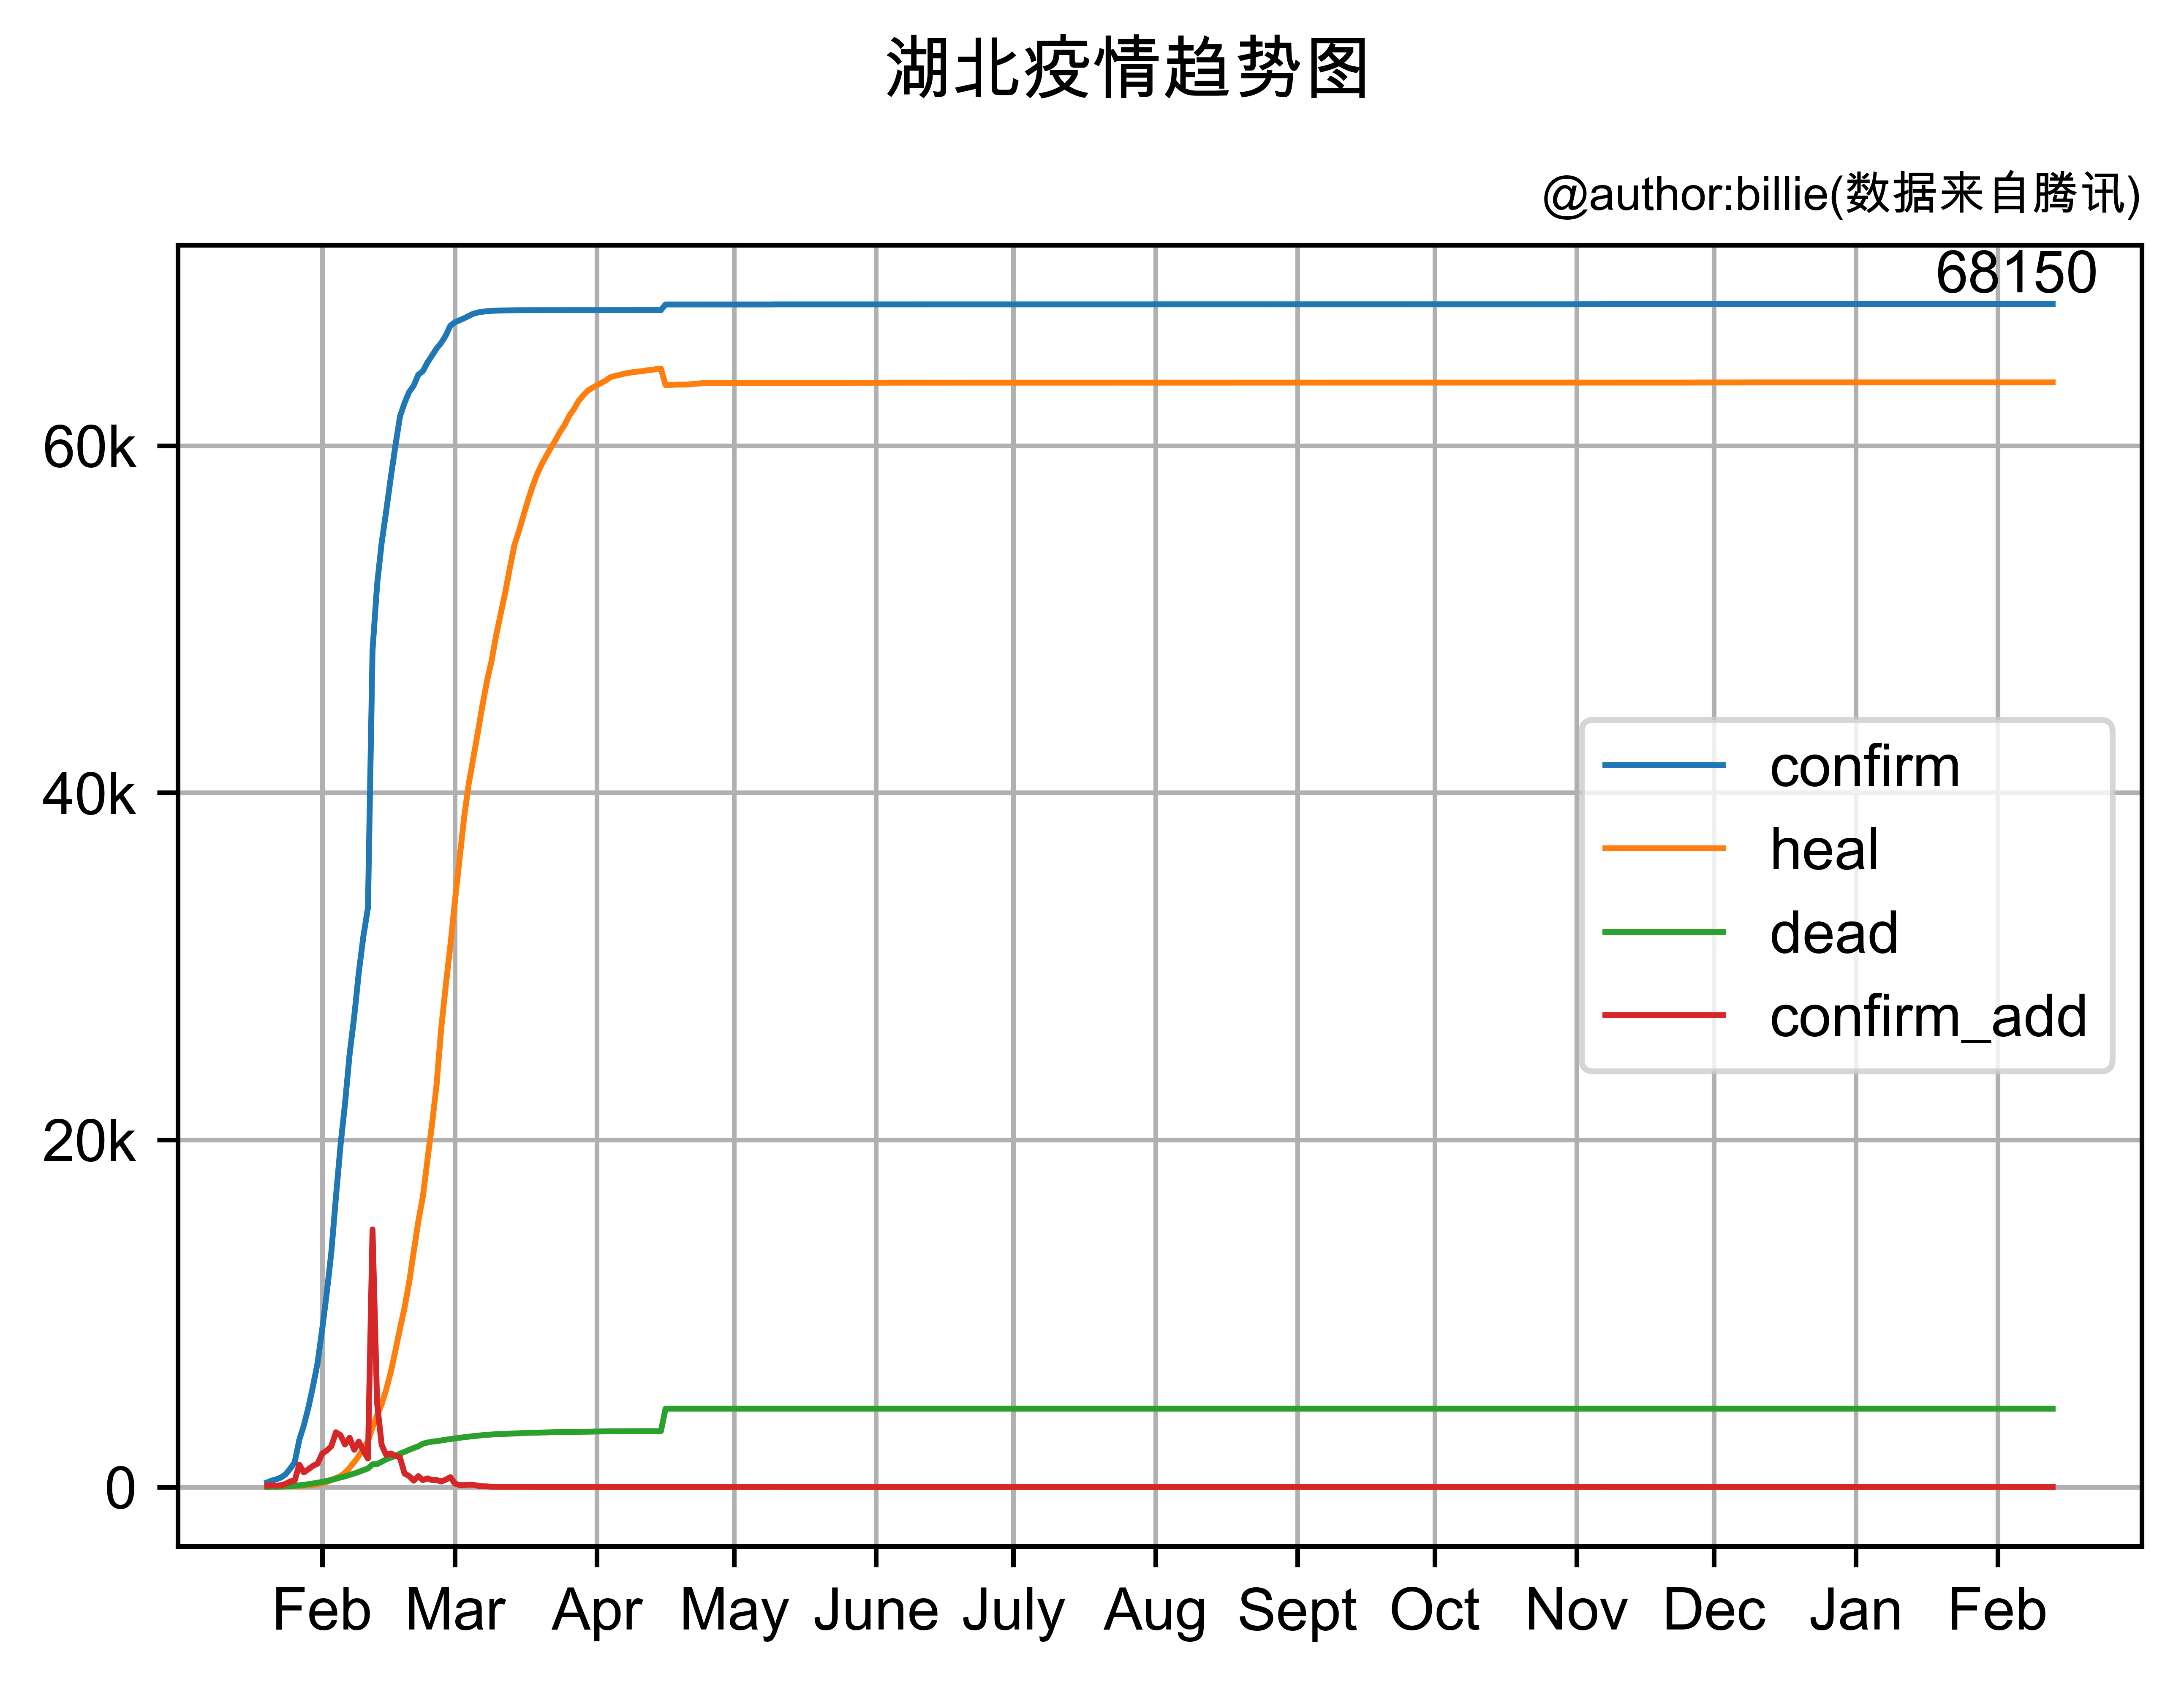 湖北疫情趋势图
@author:billie(数据来自腾讯)
68150
60k
40k
20k
0
confirm
heal
dead
confirm_add
Feb Mar Apr May June July Aug Sept Oct Nov Dec Jan Feb